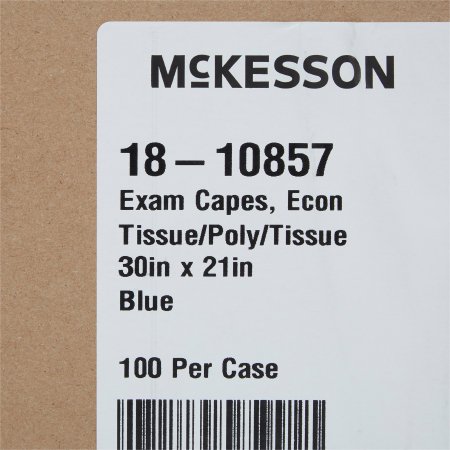 McKESSON
18 – 10857
Exam Capes, Econ
Tissue/Poly/Tissue
30in x 21in
Blue
100 Per Case